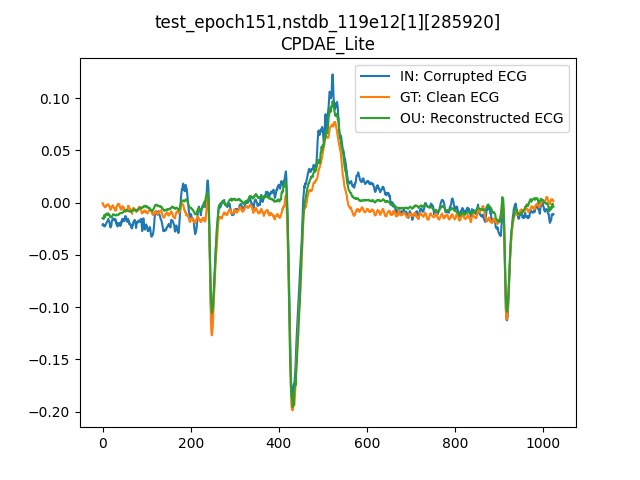 test_epoch151,nstdb_119e12[1][285920]
CPDAE_Lite
IN: Corrupted ECG
GT: Clean ECG
OU: Reconstructed ECG
0.10
0.05
0.00
−0.05
−0.10
−0.15
−0.20
0 200 400 600 800 1000